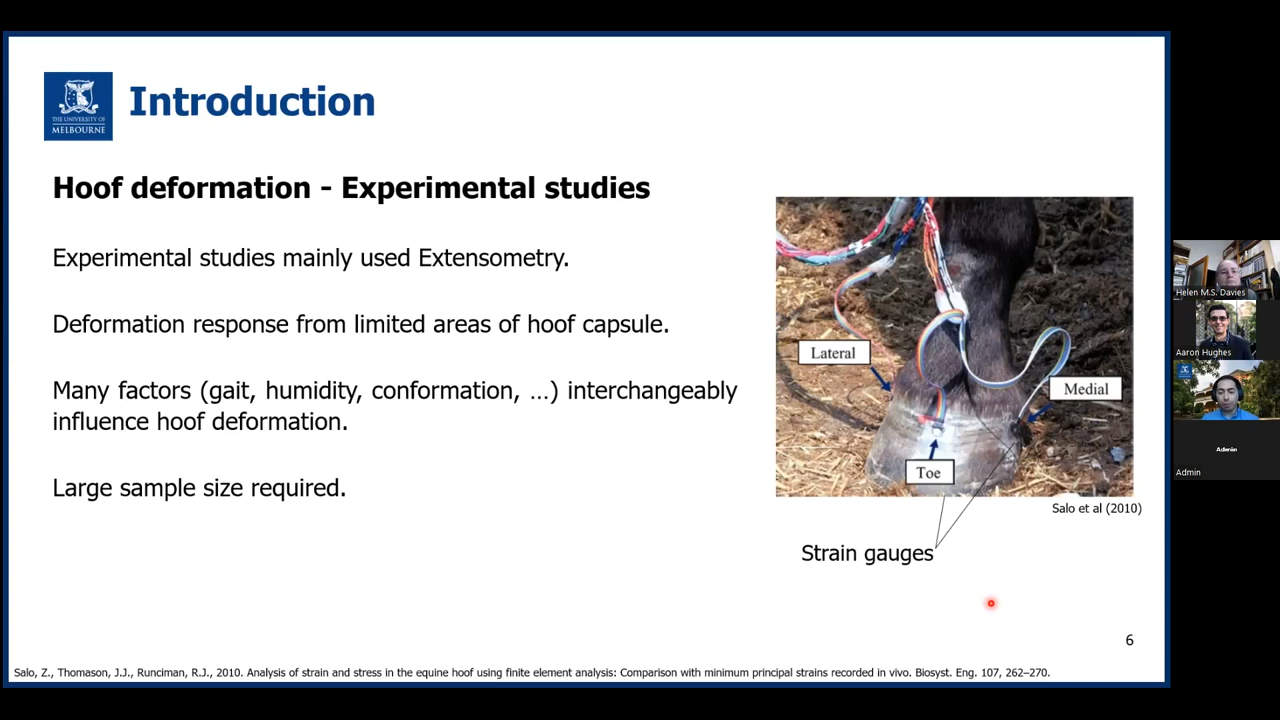 THE UNIVERSITY OF
MELBOURNE
Introduction
Hoof deformation - Experimental studies
Experimental studies mainly used Extensometry.
Deformation response from limited areas of hoof capsule.
Many factors (gait, humidity, conformation, …) interchangeably
influence hoof deformation.
Large sample size required.
Lateral
Medial
Toe
Salo et al (2010)
Strain gauges
6
Salo, Z., Thomason, J.J., Runciman, R.J., 2010. Analysis of strain and stress in the equine hoof using finite element analysis: Comparison with minimum principal strains recorded in vivo. Biosyst. Eng. 107, 262–270.
Helen M.S. Davies
Aaron Hughes
Admin